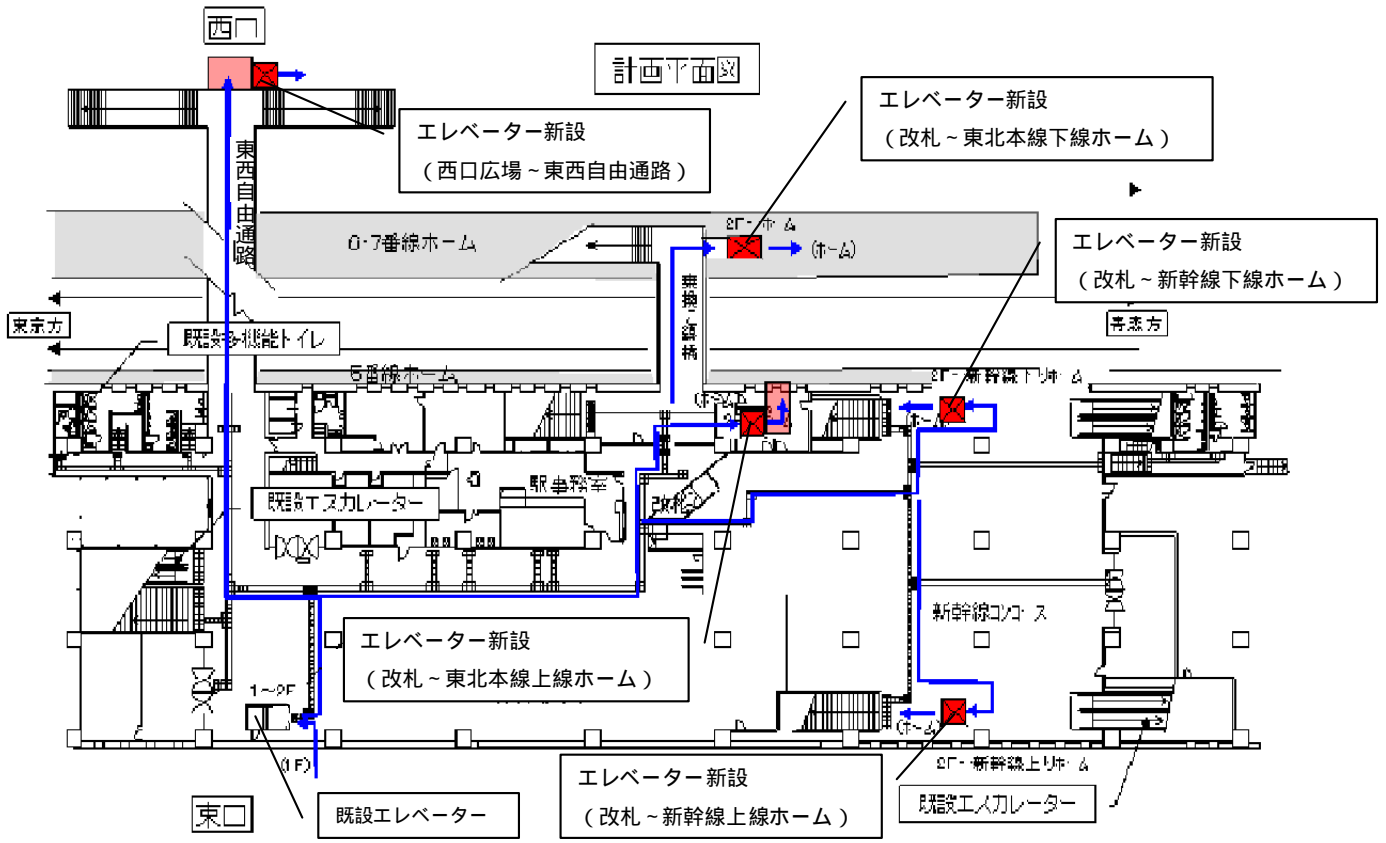 西口
計画平面図
エレベーター新設
（改札～東北本線下線ホーム）
エレベーター新設
（西口広場～東西自由通路）
東西自由通路
6・7番線ホーム
2F～ホーム
(ホーム)
エレベーター新設
（改札～新幹線下線ホーム）
東京方
青森方
既設多機能トイレ
5番線ホーム
2F～新幹線下りホーム
(ホーム)
(ホーム)
駅事務室
既設エスカレーター
改札
新幹線コンコース
エレベーター新設
（改札～東北本線上線ホーム）
1～2F
(ホーム)
(1F)
2F～新幹線上りホーム
エレベーター新設
（改札～新幹線上線ホーム）
既設エスカレーター
東口
既設エレベーター